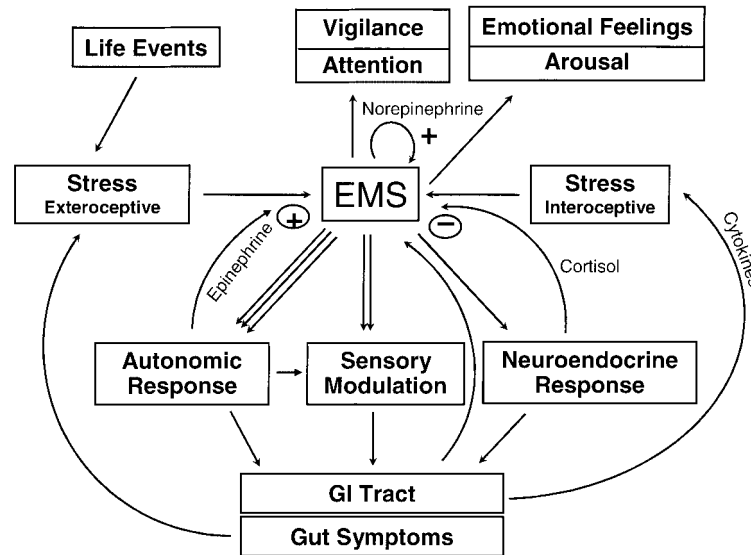 Life Events
Vigilance
Attention
Emotional Feelings
Arousal
Norepinephrine
+
Stress
Exteroceptive
EMS
Stress
Interoceptive
+
−
Epinephrine
Cortisol
Cytokines
Autonomic
Response
Sensory
Modulation
Neuroendocrine
Response
GI Tract
Gut Symptoms